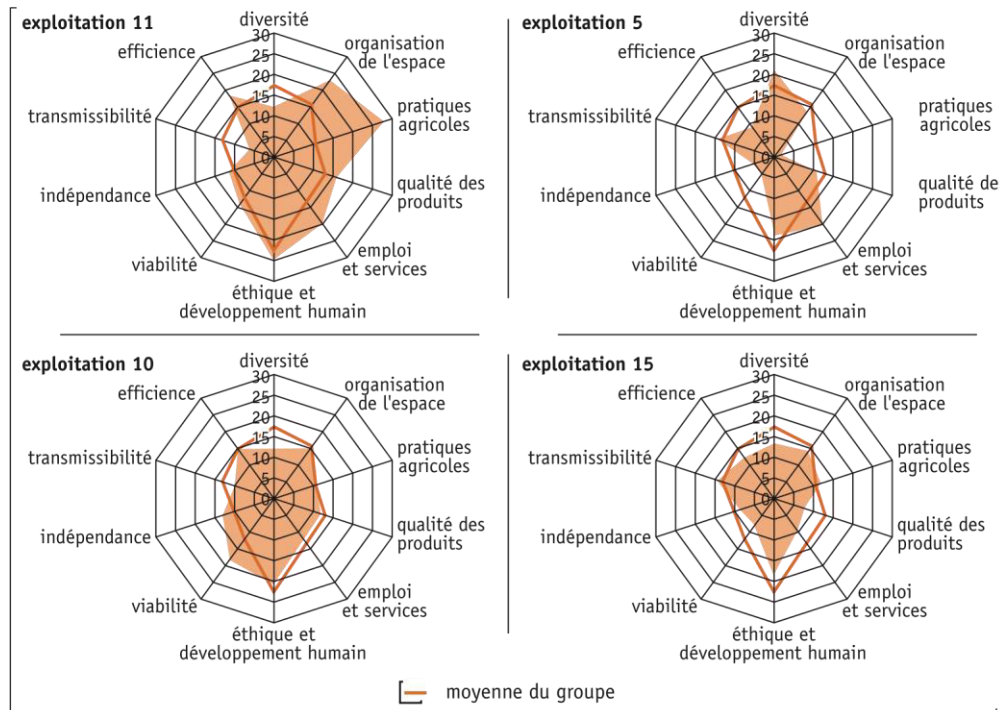 exploitation 11
diversité
30
25
20
15
10
5
0
organisation
de l'espace
pratiques
agricoles
qualité des
produits
emploi
et services
éthique et
développement humain
viabilité
indépendance
transmissibilité
efficience
exploitation 5
diversité
30
25
20
15
10
5
0
organisation
de l'espace
pratiques
agricoles
qualité de
produits
emploi
et services
éthique et
développement humain
viabilité
indépendance
transmissibilité
efficience
exploitation 10
diversité
30
25
20
15
10
5
0
organisation
de l'espace
pratiques
agricoles
qualité des
produits
emploi
et services
éthique et
développement humain
viabilité
indépendance
transmissibilité
efficience
exploitation 15
diversité
30
25
20
15
10
5
0
organisation
de l'espace
pratiques
agricoles
qualité des
produits
emploi
et services
éthique et
développement humain
viabilité
indépendance
transmissibilité
efficience
moyenne du groupe